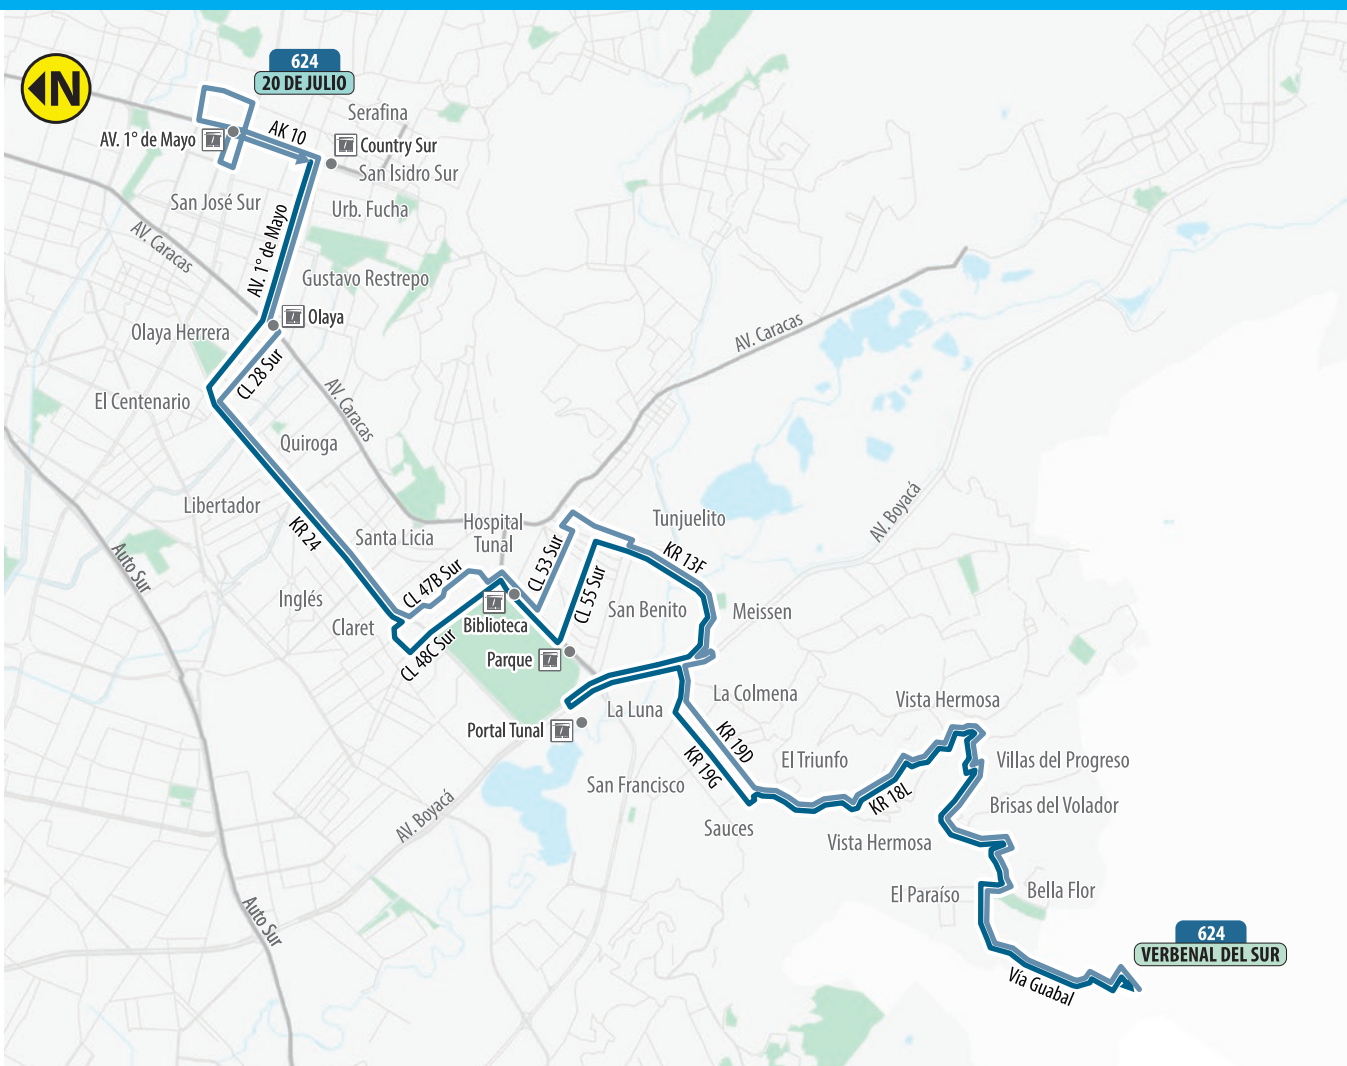 624
20 DE JULIO
N
Serafina
AK 10
AV. 1° de Mayo
Country Sur
San Isidro Sur
San José Sur
Urb. Fucha
AV. Caracas
AV. 1° de Mayo
Gustavo Restrepo
Olaya
Olaya Herrera
AV. Caracas
CL 28 Sur
El Centenario
AV. Caracas
Quiroga
Libertador
AV. Boyacá
KR 24
Santa Licia
Hospital
Tunal
Tunjuelito
Auto Sur
CL 53 Sur
KR 13F
CL 47B Sur
CL 55 Sur
Inglés
Claret
Biblioteca
San Benito
Meissen
CL 48C Sur
Parque
La Colmena
La Luna
Vista Hermosa
Portal Tunal
KR 19D
KR 19G
El Triunfo
Villas del Progreso
San Francisco
KR 18L
Brisas del Volador
AV. Boyacá
Sauces
Vista Hermosa
El Paraíso
Bella Flor
Auto Sur
624
VERBENAL DEL SUR
Vía Guabal